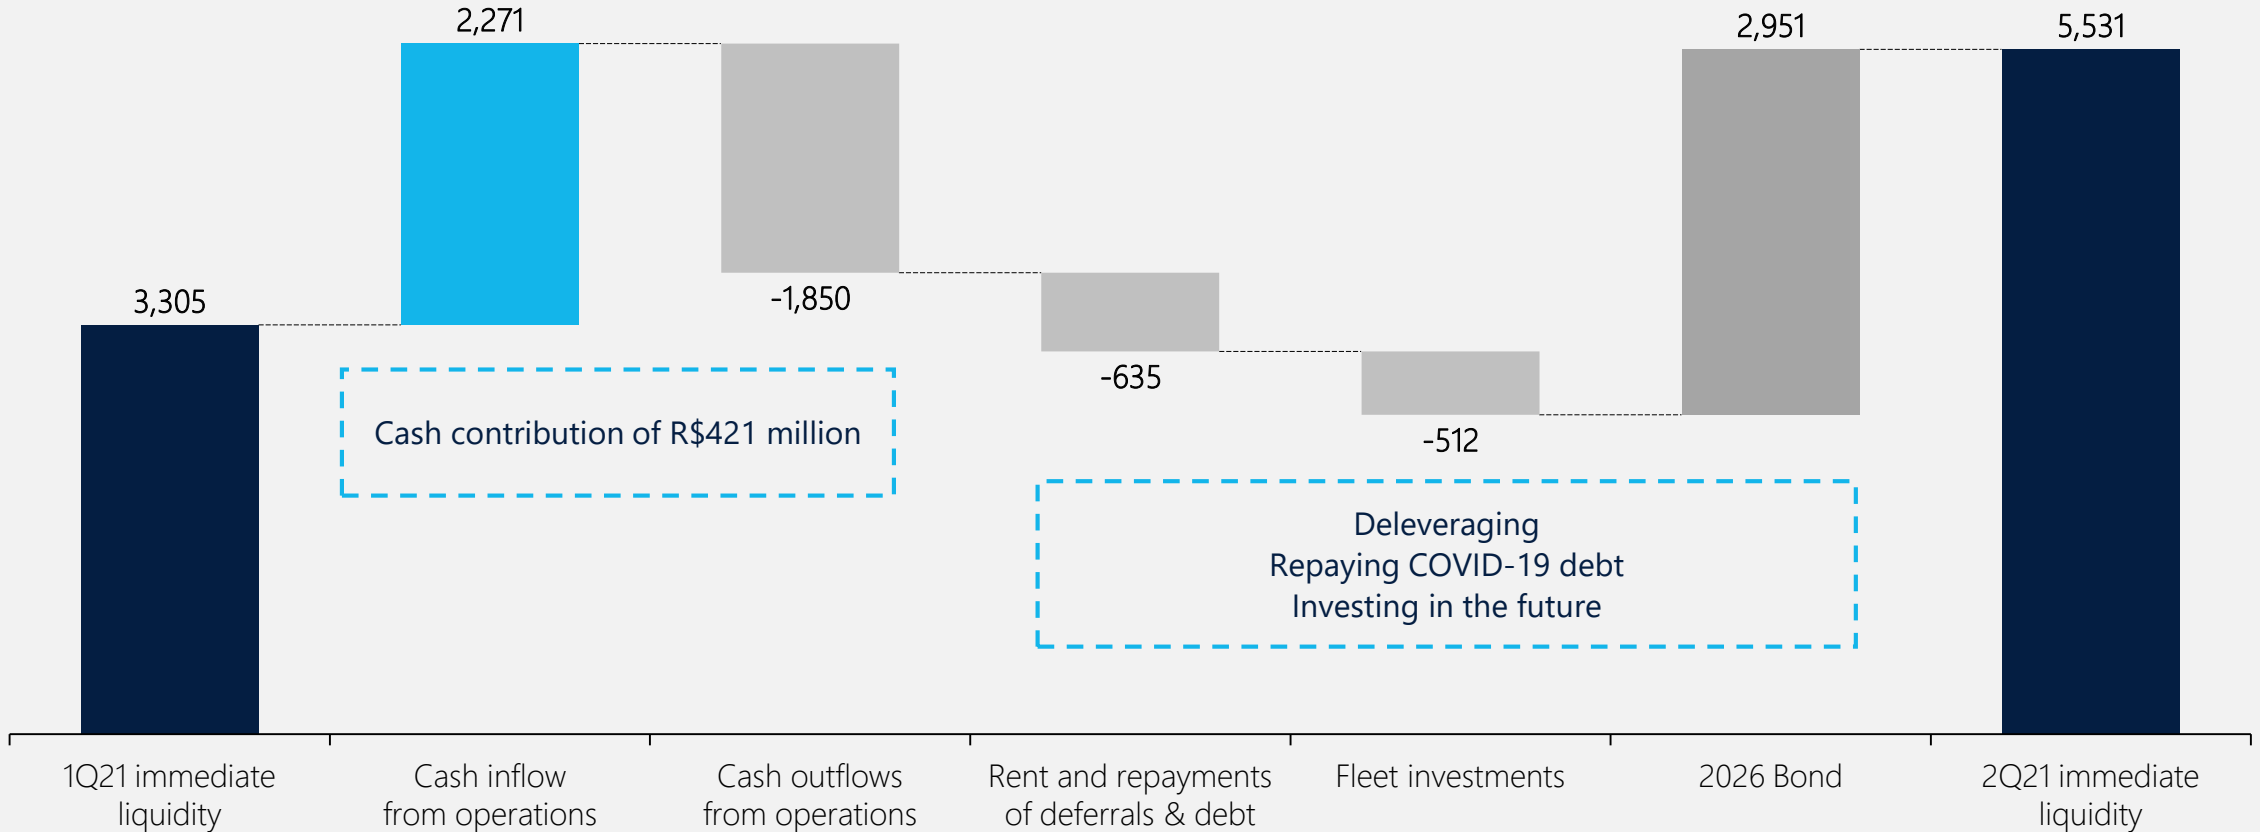 2,271
2,951
5,531
3,305
-1,850
-635
-512
Cash contribution of R$421 million
Deleveraging
Repaying COVID-19 debt
Investing in the future
1Q21 immediate
liquidity
Cash inflow
from operations
Cash outflows
from operations
Rent and repayments
of deferrals & debt
Fleet investments
2026 Bond
2Q21 immediate
liquidity